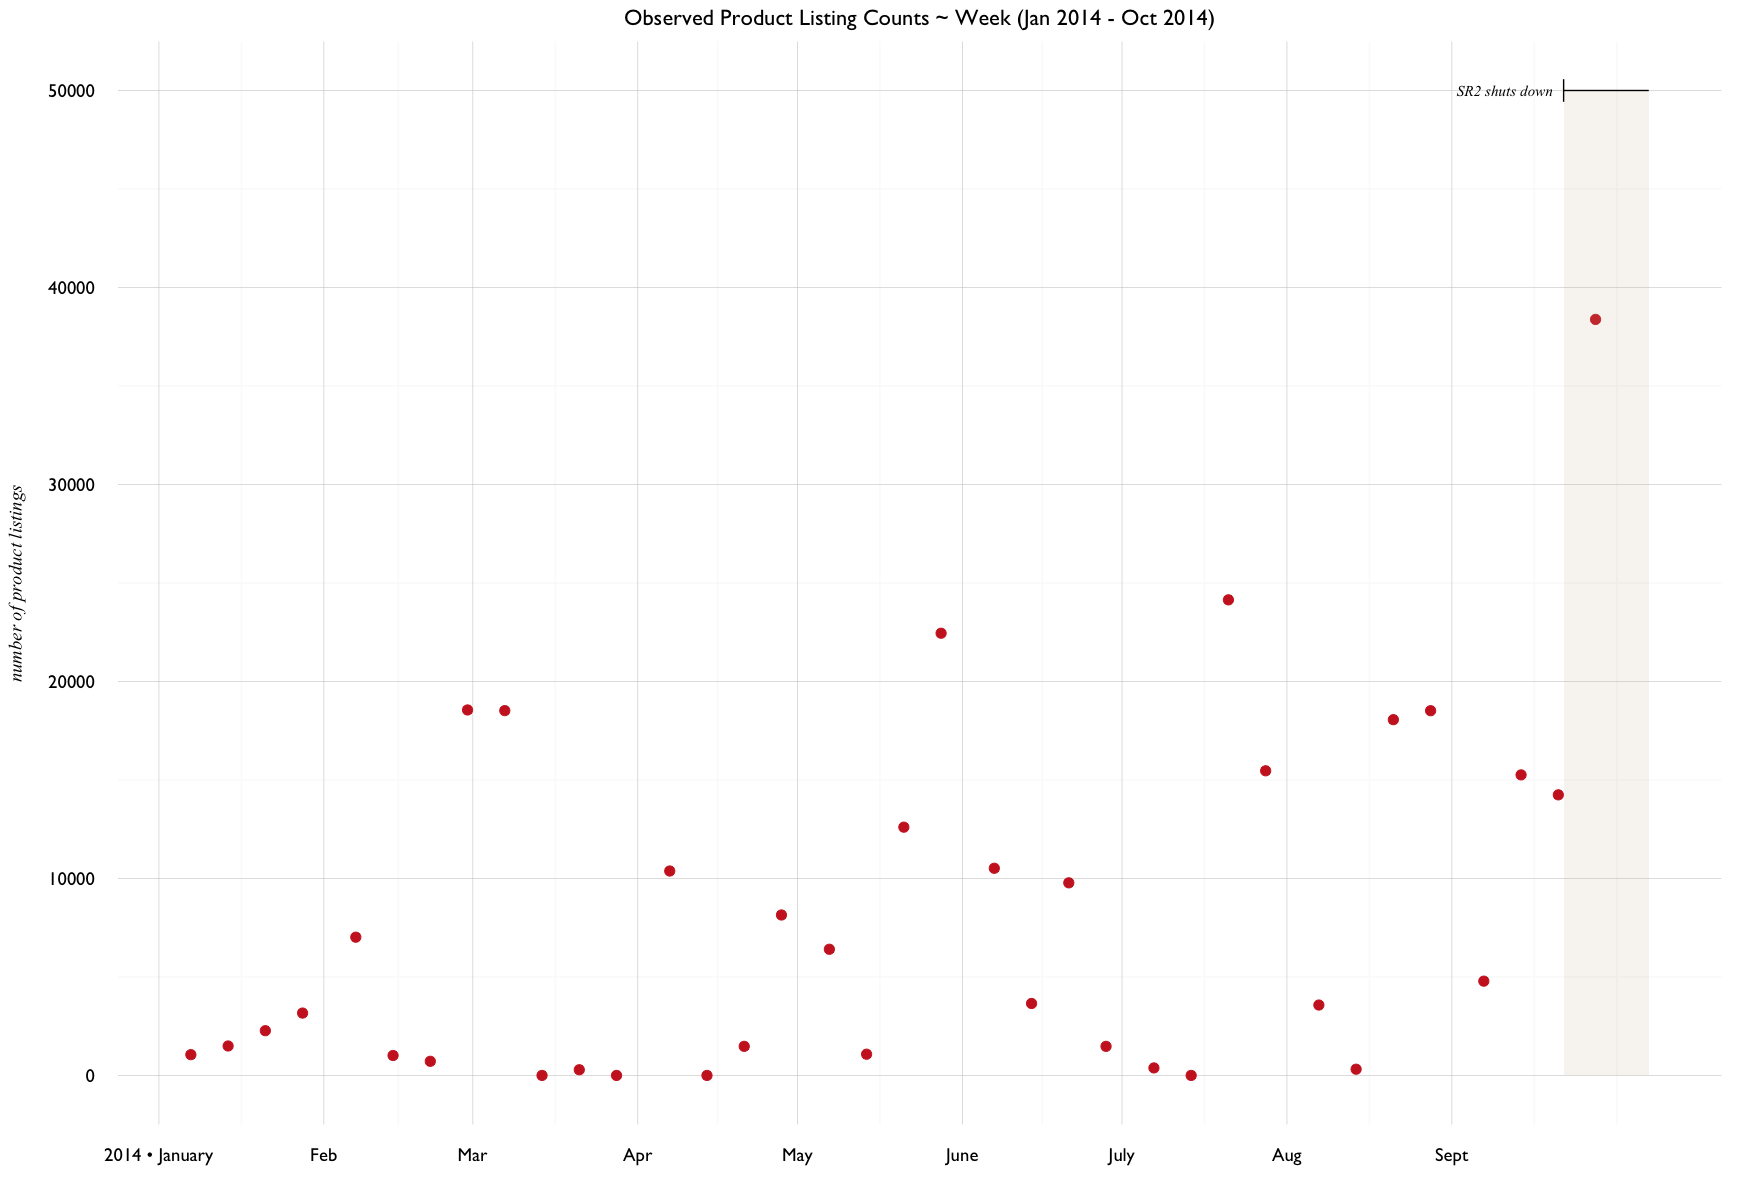 Observed Product Listing Counts ~ Week (Jan 2014 - Oct 2014)
50000
SR2 shuts down
40000
30000
number of product listings
20000
10000
0
2014 • January Feb Mar Apr May June July Aug Sept